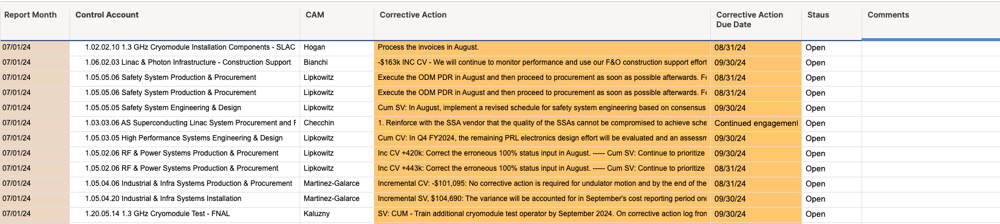 Report Month Control Account CAM Corrective Action Corrective Action Due Date Staus Comments
07/01/24 1.02.02.10 1.3 GHz Cryomodule Installation Components - SLAC Hogan Process the invoices in August. 08/31/24 Open
07/01/24 1.06.02.03 Linac & Photon Infrastructure - Construction Support Bianchi -$163k INC CV - We will continue to monitor performance and use our F&O construction support effort 09/30/24 Open
07/01/24 1.05.05.06 Safety System Production & Procurement Lipkowitz Execute the ODM PDR in August and then proceed to procurement as soon as possible afterwards. 08/31/24 Open
07/01/24 1.05.05.06 Safety System Production & Procurement Lipkowitz Execute the ODM PDR in August and then proceed to procurement as soon as possible afterwards. 08/31/24 Open
07/01/24 1.05.05.05 Safety System Engineering & Design Lipkowitz Cum SV: In August, implement a revised schedule for safety system engineering based on consensus 09/30/24 Open
07/01/24 1.03.03.06 AS Superconducting Linac System Procurement and Checchin 1. Reinforce with the SSA vendor that the quality of the SSAs cannot be compromised to achieve sche Continued engagement Open
07/01/24 1.05.03.05 High Performance Systems Engineering & Design Lipkowitz Cum CV: In Q4 FY2024, the remaining PRL electronics design effort will be evaluated and an assessm 09/30/24 Open
07/01/24 1.05.02.06 RF & Power Systems Production & Procurement Lipkowitz Inc CV +420k: Correct the erroneous 100% status input in August. ----- Cum SV: Continue to prioritize 09/30/24 Open
07/01/24 1.05.02.06 RF & Power Systems Production & Procurement Lipkowitz Inc CV +443k: Correct the erroneous 100% status input in August. ----- Cum SV: Continue to prioritize 08/31/24 Open
07/01/24 1.05.04.06 Industrial & Infra Systems Production & Procurement Martinez-Galarce Incremental CV: -$101,095: No corrective action is required for undulator motion and by the end of the 08/31/24 Open
07/01/24 1.05.04.20 Industrial & Infra Systems Installation Martinez-Galarce Incremental SV, $104,690: The variance will be accounted for in September's cost reporting period onc 09/30/24 Open
07/01/24 1.20.05.14 1.3 GHz Cryomodule Test - FNAL Kaluzny SV: CUM - Train additional cryomodule test operator by September 2024. On corrective action log from 09/30/24 Open